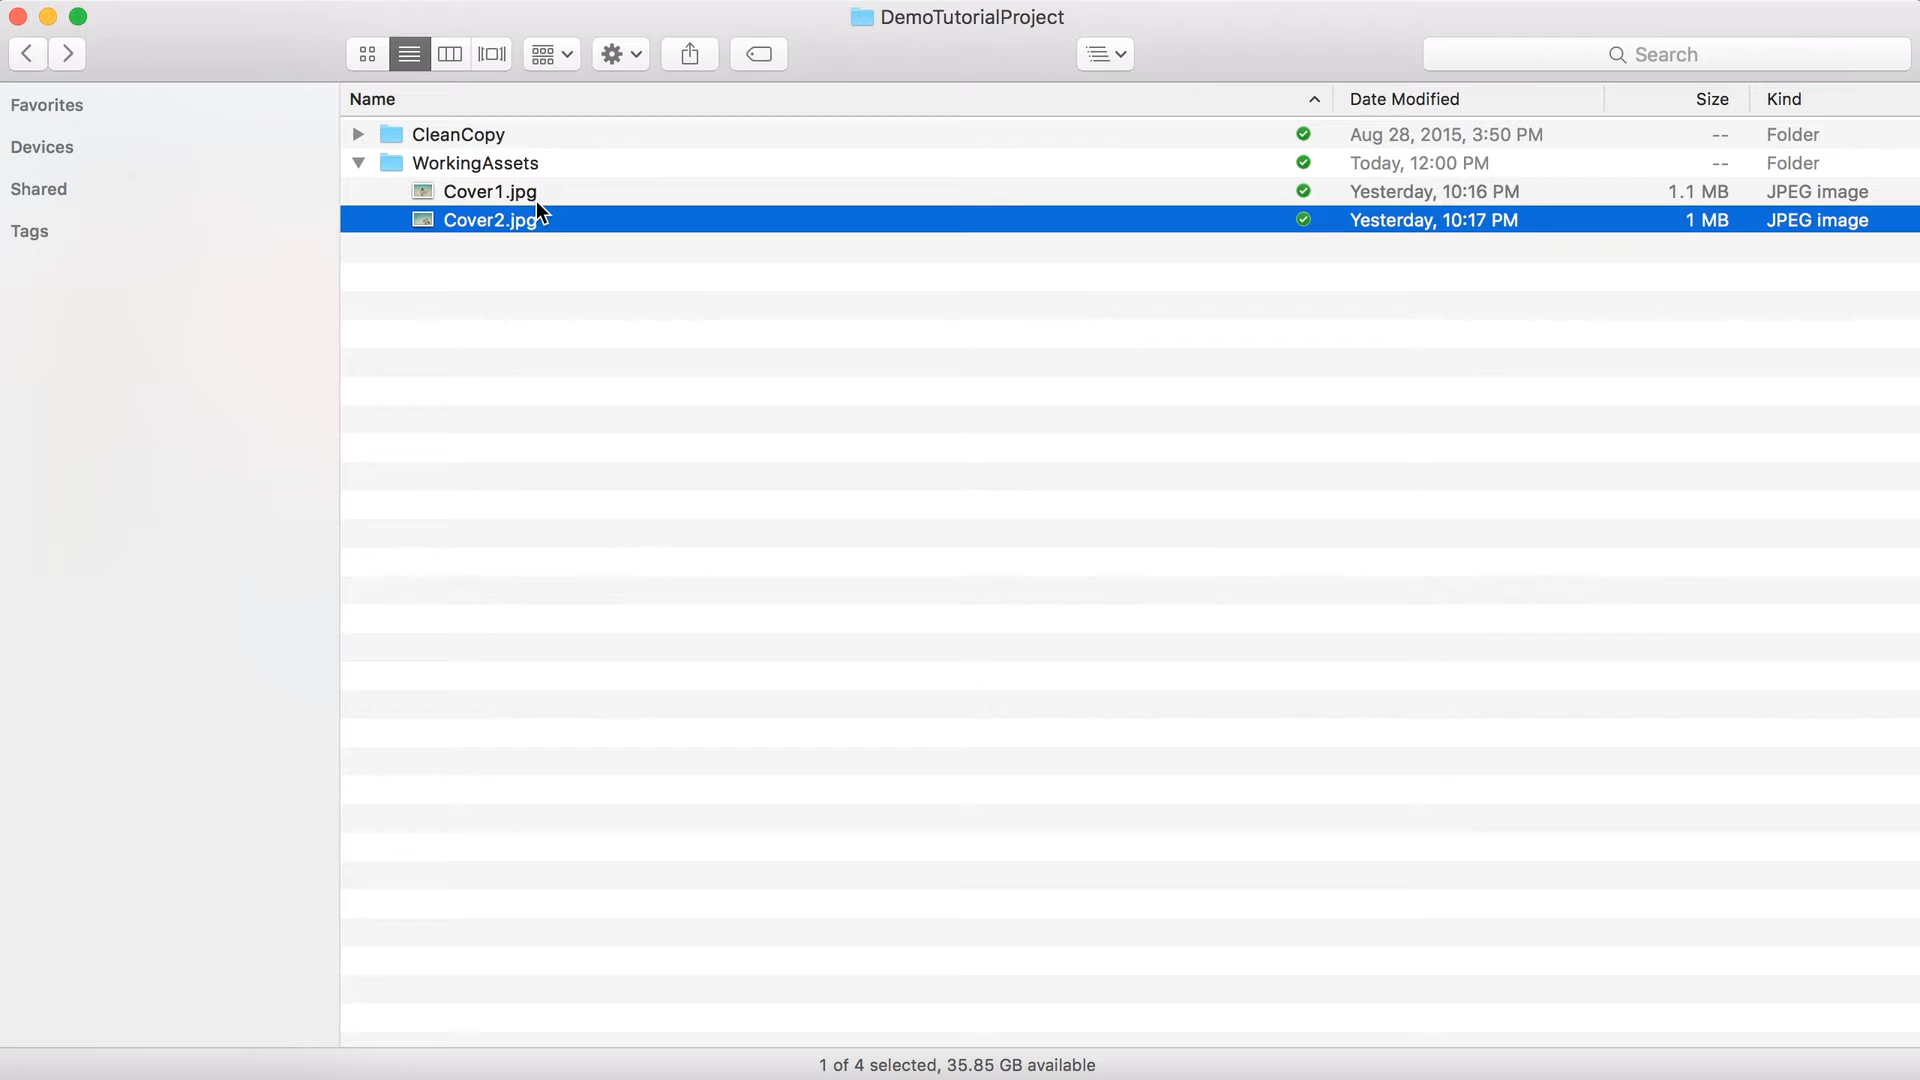 DemoTutorialProject
Search
Favorites
Devices
Shared
Tags
Name Date Modified Size Kind
CleanCopy Aug 28, 2015, 3:50 PM -- Folder
WorkingAssets Today, 12:00 PM -- Folder
Cover1.jpg Yesterday, 10:16 PM 1.1 MB JPEG image
Cover2.jpg Yesterday, 10:17 PM 1 MB JPEG image
1 of 4 selected, 35.85 GB available